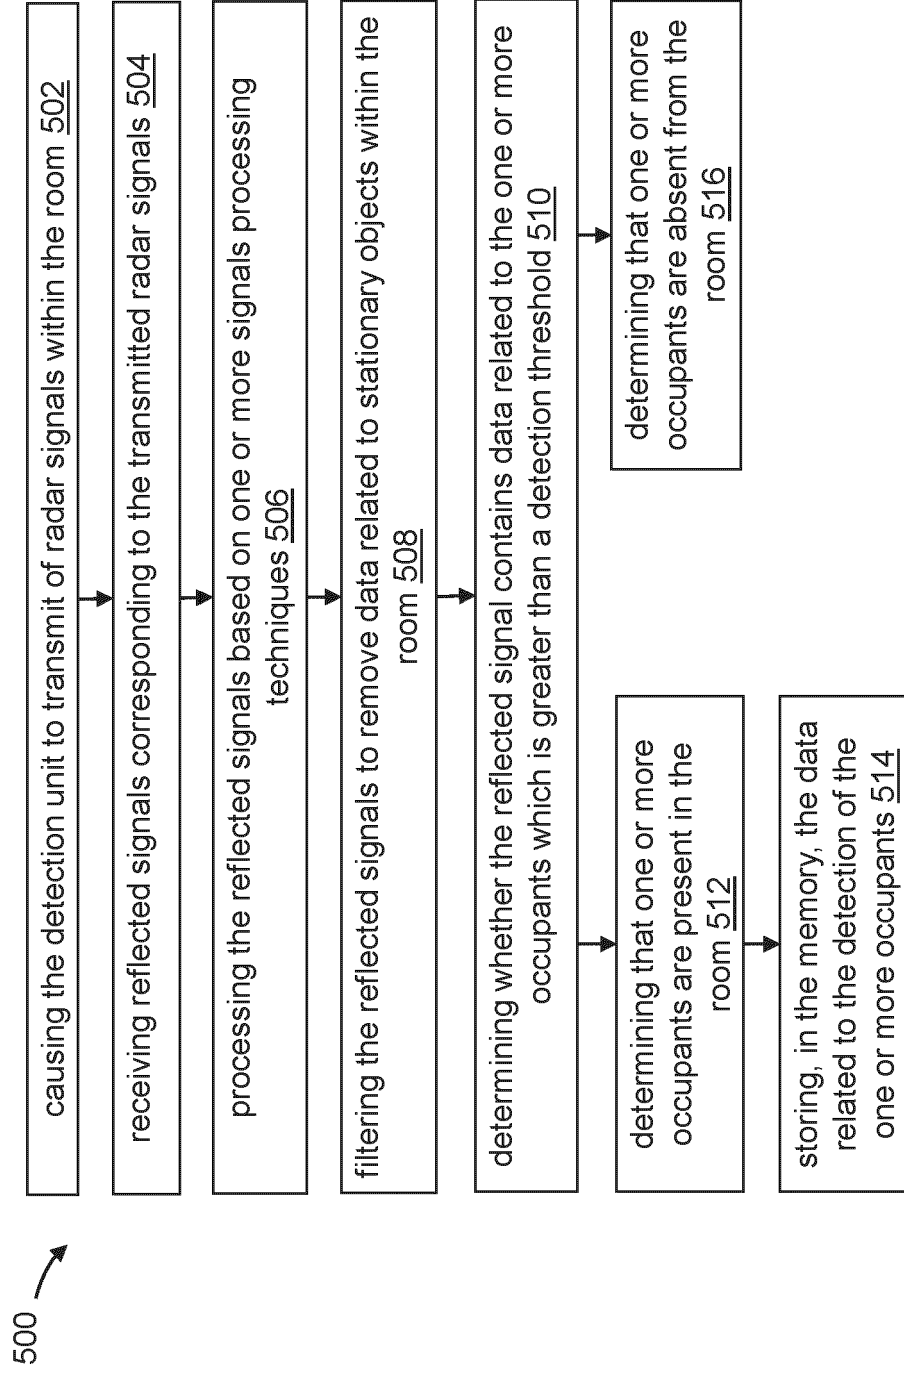 500
causing the detection unit to transmit of radar signals within the room 502
receiving reflected signals corresponding to the transmitted radar signals 504
processing the reflected signals based on one or more signals processing
techniques 506
filtering the reflected signals to remove data related to stationary objects within the
room 508
determining whether the reflected signal contains data related to the one or more
occupants which is greater than a detection threshold 510
determining that one or more
occupants are present in the
room 512
storing, in the memory, the data
related to the detection of the
one or more occupants 514
determining that one or more
occupants are absent from the
room 516